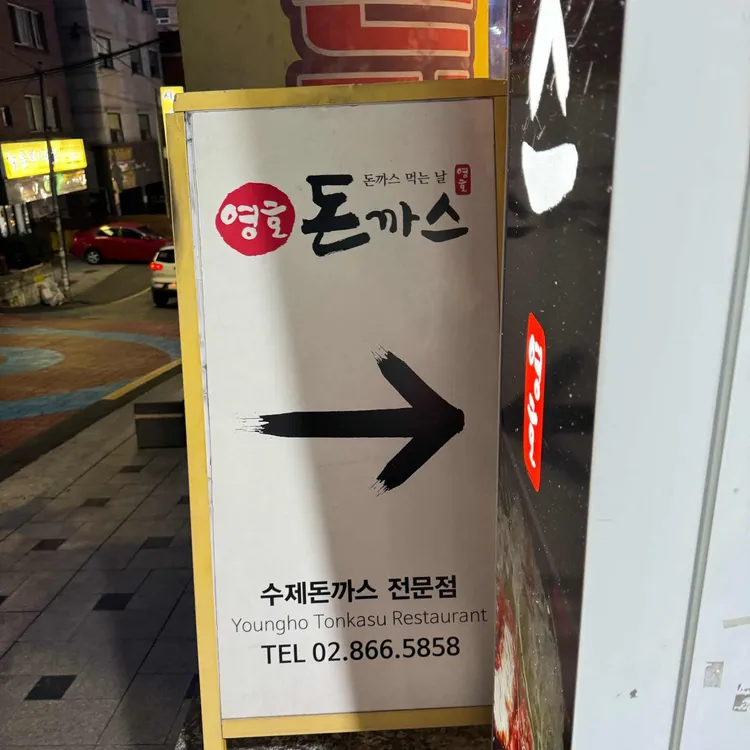 돈까스 먹는 날
영호
영호
돈까스
수제돈까스 전문점
Youngho Tonkasu Restaurant
TEL 02.866.5858